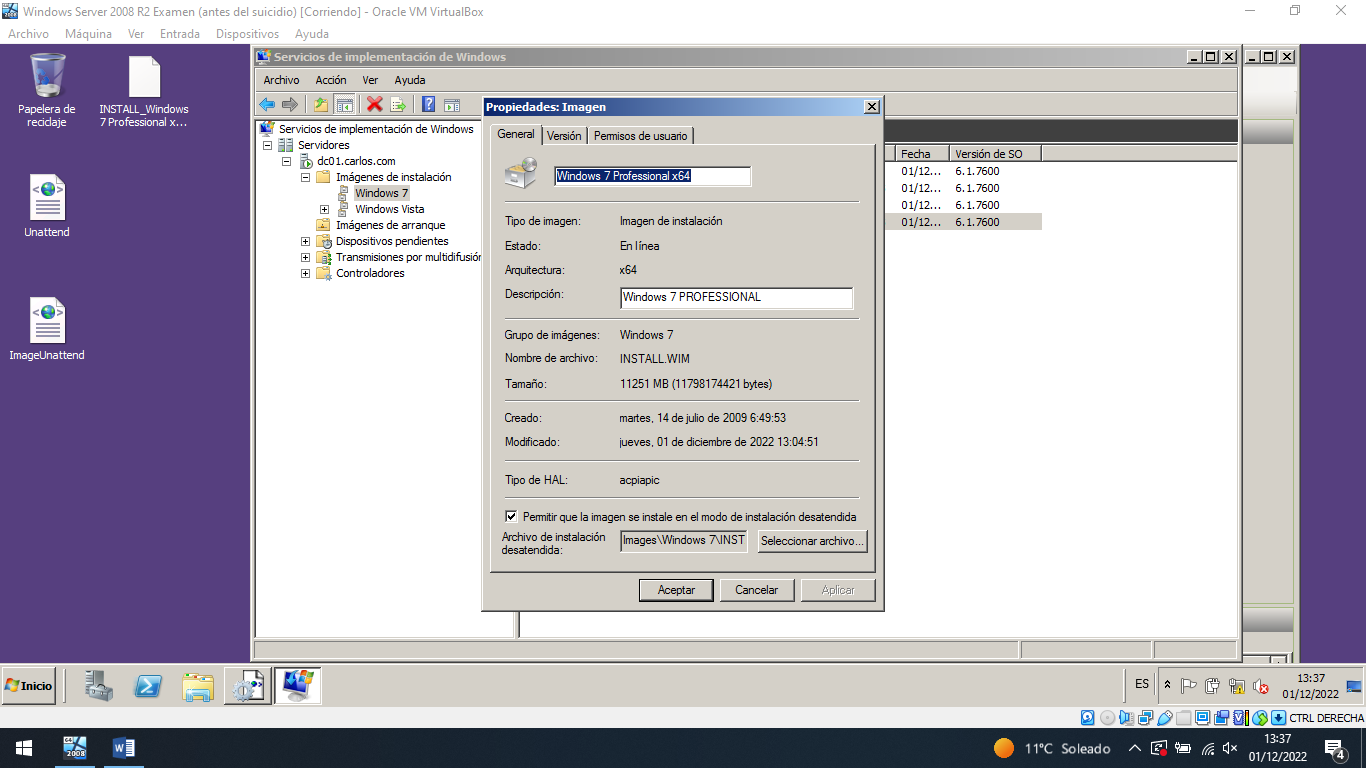 Windows Server 2008 R2 Examen (antes del suicidio) [Corriendo] - Oracle VM VirtualBox
Archivo Máquina Ver Entrada Dispositivos Ayuda
Papelera de
reciclaje
INSTALL_Windows
7 Professional x...
Unattend
ImageUnattend
Servicios de implementación de Windows
Archivo Acción Ver Ayuda
Servicios de implementación de Windows
Servidores
dc01.carlos.com
Imágenes de instalación
Windows 7
Windows Vista
Imágenes de arranque
Dispositivos pendientes
Transmisiones por multidifusión
Controladores
Fecha Versión de SO
01/12... 6.1.7600
01/12... 6.1.7600
01/12... 6.1.7600
01/12... 6.1.7600
Propiedades: Imagen
General Versión Permisos de usuario
Windows 7 Professional x64
Tipo de imagen: Imagen de instalación
Estado: En línea
Arquitectura: x64
Descripción: Windows 7 PROFESSIONAL
Grupo de imágenes: Windows 7
Nombre de archivo: INSTALL.WIM
Tamaño: 11251 MB (11798174421 bytes)
Creado: martes, 14 de julio de 2009 6:49:53
Modificado: jueves, 01 de diciembre de 2022 13:04:51
Tipo de HAL: acpiapic
Permitir que la imagen se instale en el modo de instalación desatendida
Archivo de instalación
desatendida:
Images\Windows 7\INST
Seleccionar archivo...
Aceptar Cancelar Aplicar
Inicio
ES
13:37
01/12/2022
CTRL DERECHA
2008
11°C Soleado
13:37
01/12/2022
4